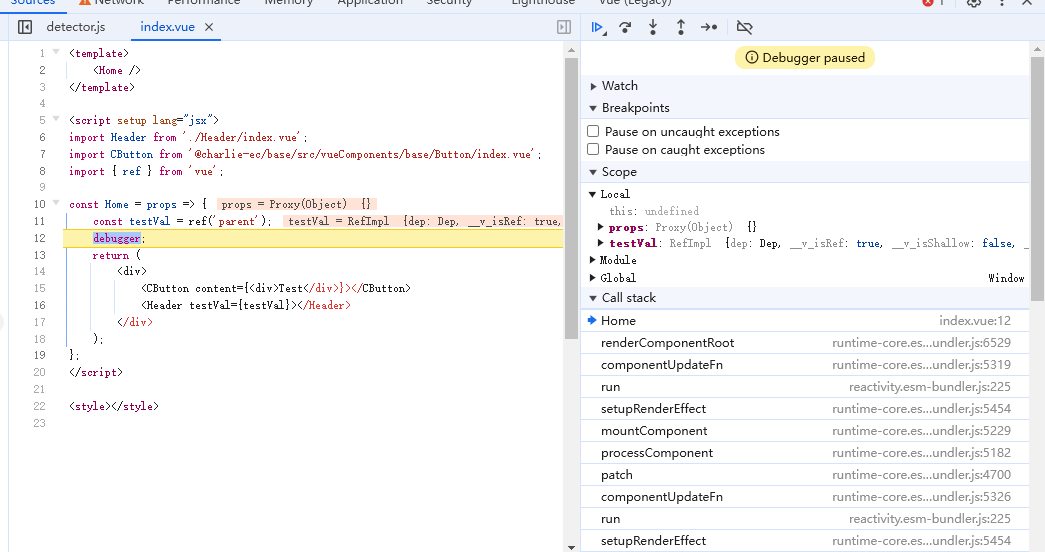 Sources Network Performance Memory Application Security Lighthouse Vue (Legacy) 1
detector.js index.vue
1 <template>
2 <Home />
3 </template>
4
5 <script setup lang="jsx">
6 import Header from './Header/index.vue';
7 import CButton from '@charlie-ec/base/src/vueComponents/base/Button/index.vue';
8 import { ref } from 'vue';
9
10 const Home = props => { props = Proxy(Object) {}
11 const testVal = ref('parent'); testVal = RefImpl {dep: Dep, __v_isRef: true,
12 debugger;
13 return (
14 <div>
15 <CButton content={<div>Test</div>}></CButton>
16 <Header testVal={testVal}></Header>
17 </div>
18 );
19 };
20 </script>
21
22 <style></style>
23
Debugger paused
Watch
Breakpoints
Pause on uncaught exceptions
Pause on caught exceptions
Scope
Local
this: undefined
props: Proxy(Object) {}
testVal: RefImpl {dep: Dep, __v_isRef: true, __v_isShallow: false, _
Module
Global Window
Call stack
Home index.vue:12
renderComponentRoot runtime-core.es…undler.js:6529
componentUpdateFn runtime-core.es…undler.js:5319
run reactivity.esm-bundler.js:225
setupRenderEffect runtime-core.es…undler.js:5454
mountComponent runtime-core.es…undler.js:5229
processComponent runtime-core.es…undler.js:5182
patch runtime-core.es…undler.js:4700
componentUpdateFn runtime-core.es…undler.js:5326
run reactivity.esm-bundler.js:225
setupRenderEffect runtime-core.es…undler.js:5454